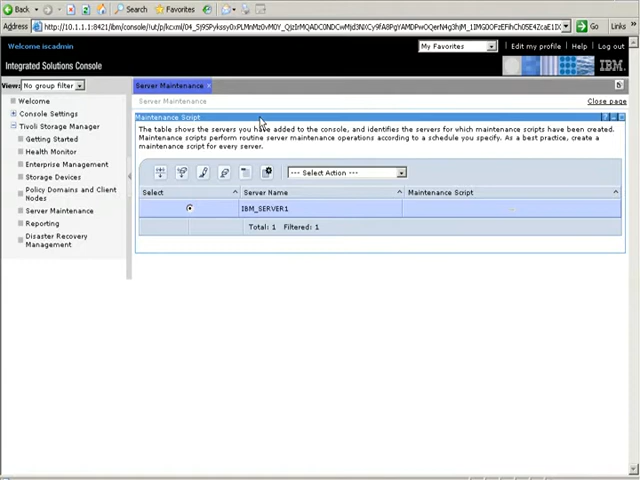 Back Search Favorites
Address Go Links
Welcome iscadmin My Favorites Edit my profile Help Log out
Integrated Solutions Console IBM.
View: No group filter Server Maintenance
Welcome
Console Settings
Tivoli Storage Manager
Getting Started
Health Monitor
Enterprise Management
Storage Devices
Policy Domains and Client
Nodes
Server Maintenance
Reporting
Disaster Recovery
Management
Server Maintenance Close page
Maintenance Script
The table shows the servers you have added to the console, and identifies the servers for which maintenance scripts have been created.
Maintenance scripts perform routine server maintenance operations according to a schedule you specify. As a best practice, create a
maintenance script for every server.
--- Select Action ---
Select Server Name Maintenance Script
IBM_SERVER1
Total: 1 Filtered: 1